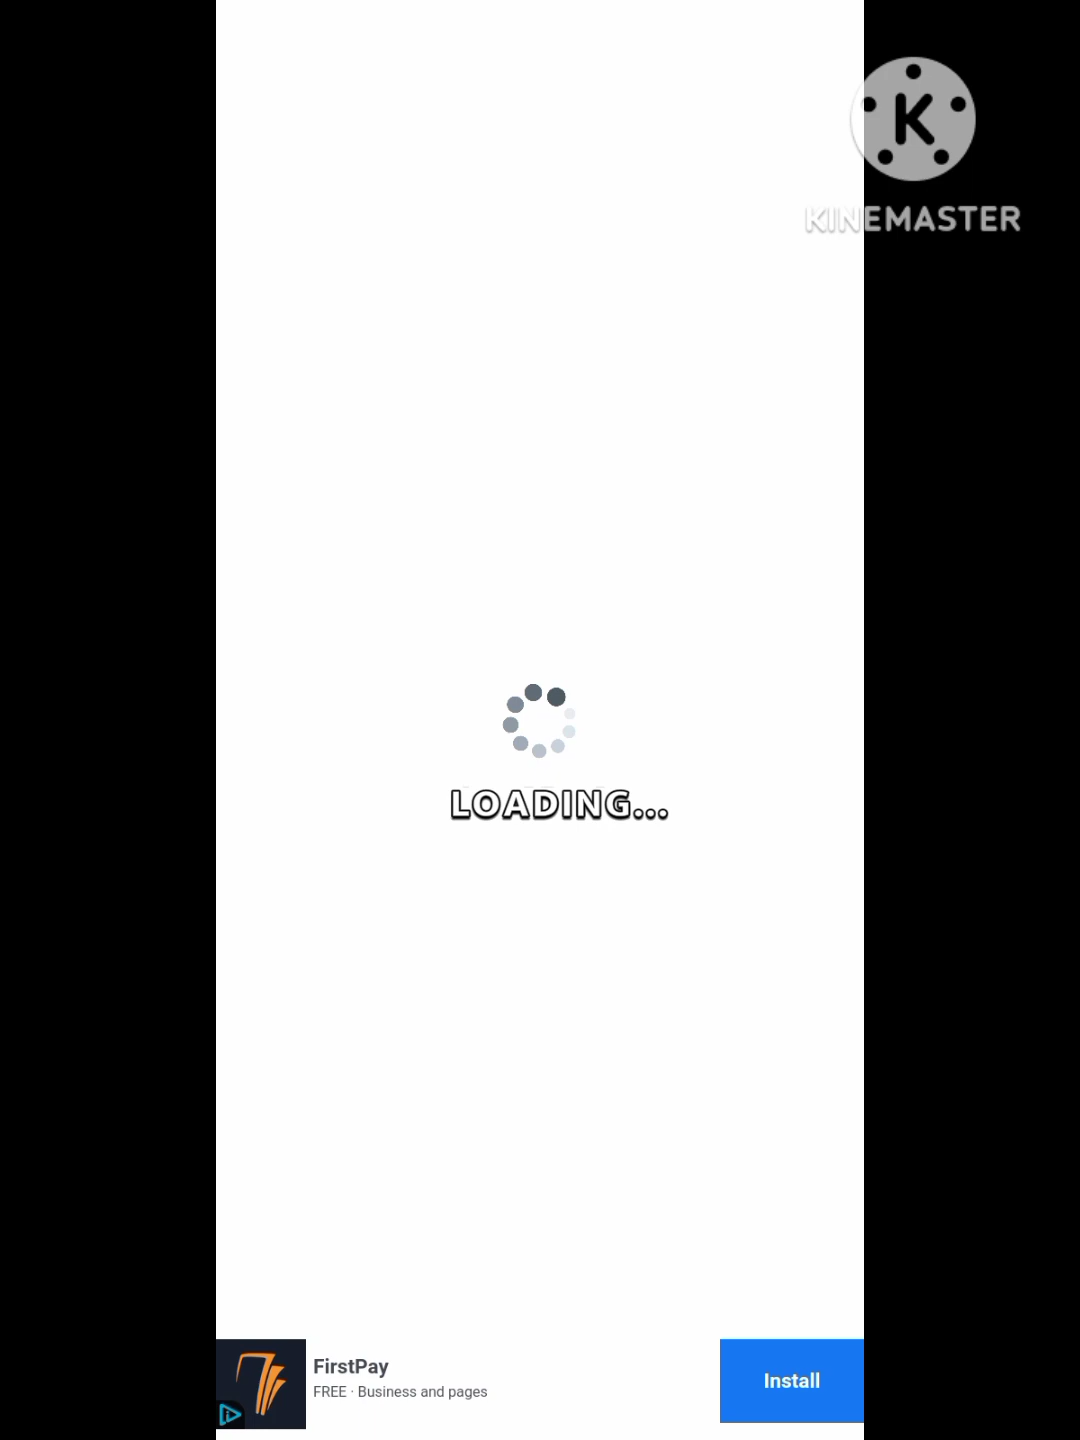 K
KINEMASTER
LOADING...
FirstPay
FREE · Business and pages
Install